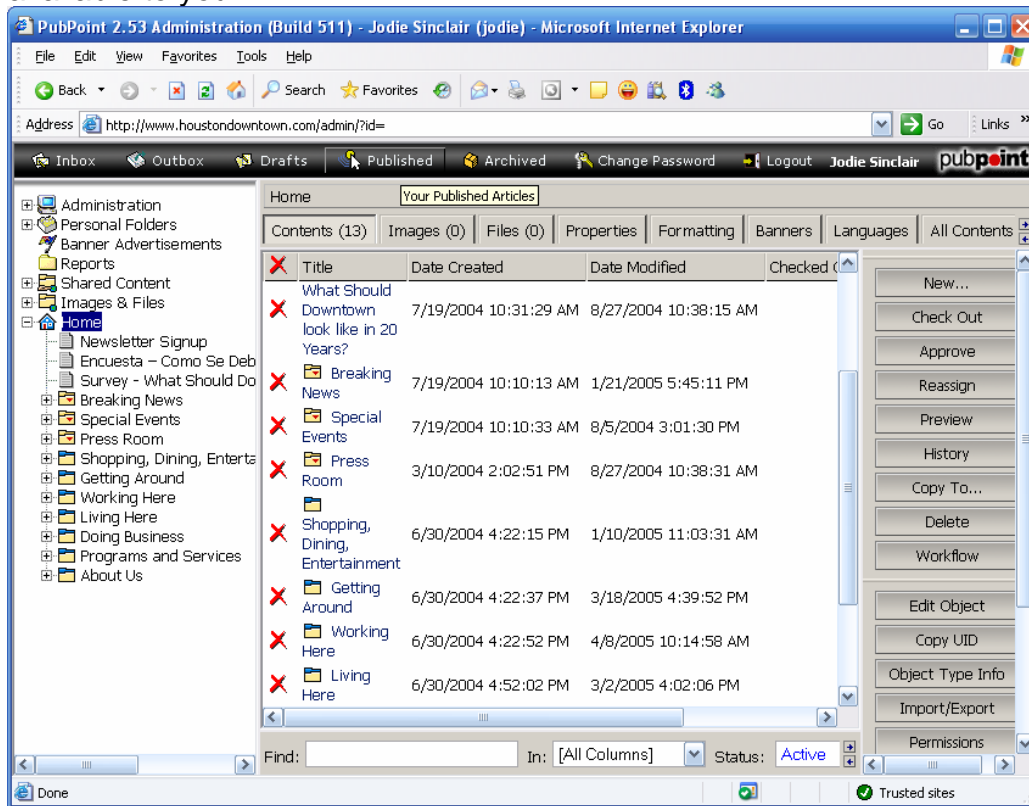 PubPoint 2.53 Administration (Build 511) - Jodie Sinclair (jodie) - Microsoft Internet Explorer
File Edit View Favorites Tools Help
Back Search Favorites
Address http://www.houstondowntown.com/admin/?id= Go Links »
Inbox Outbox Drafts Published Archived Change Password Logout Jodie Sinclair pubpoint
Your Published Articles
Administration
Personal Folders
Banner Advertisements
Reports
Shared Content
Images & Files
Home
Newsletter Signup
Encuesta – Como Se Deb
Survey - What Should Do
Breaking News
Special Events
Press Room
Shopping, Dining, Enterta
Getting Around
Working Here
Living Here
Doing Business
Programs and Services
About Us
Home
Contents (13) Images (0) Files (0) Properties Formatting Banners Languages All Contents
Title Date Created Date Modified Checked
What Should
Downtown 7/19/2004 10:31:29 AM 8/27/2004 10:38:15 AM
look like in 20
Years?
Breaking
News 7/19/2004 10:10:13 AM 1/21/2005 5:45:11 PM
Special
Events 7/19/2004 10:10:33 AM 8/5/2004 3:01:30 PM
Press
Room 3/10/2004 2:02:51 PM 8/27/2004 10:38:31 AM
Shopping,
Dining, 6/30/2004 4:22:15 PM 1/10/2005 11:03:31 AM
Entertainment
Getting
Around 6/30/2004 4:22:37 PM 3/18/2005 4:39:52 PM
Working
Here 6/30/2004 4:22:52 PM 4/8/2005 10:14:58 AM
Living
Here 6/30/2004 4:52:02 PM 3/2/2005 4:02:06 PM
New...
Check Out
Approve
Reassign
Preview
History
Copy To...
Delete
Workflow
Edit Object
Copy UID
Object Type Info
Import/Export
Permissions
Find: In: [All Columns] Status: Active
Done Trusted sites